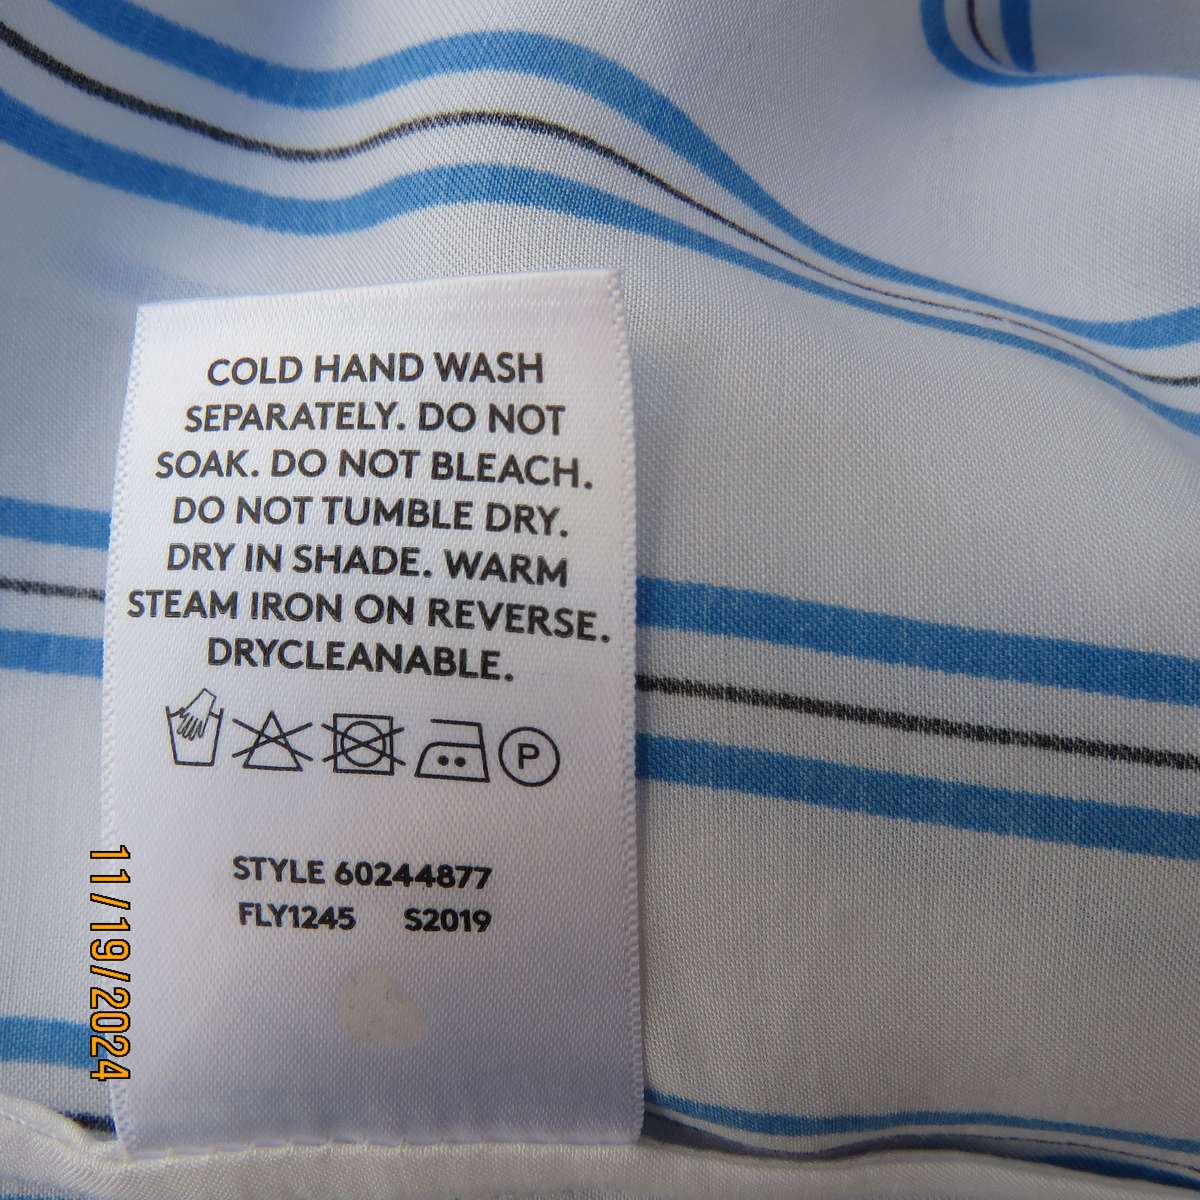 COLD HAND WASH
SEPARATELY. DO NOT
SOAK. DO NOT BLEACH.
DO NOT TUMBLE DRY.
DRY IN SHADE. WARM
STEAM IRON ON REVERSE.
DRYCLEANABLE.
P
STYLE 60244877
FLY1245 S2019
11/19/2024